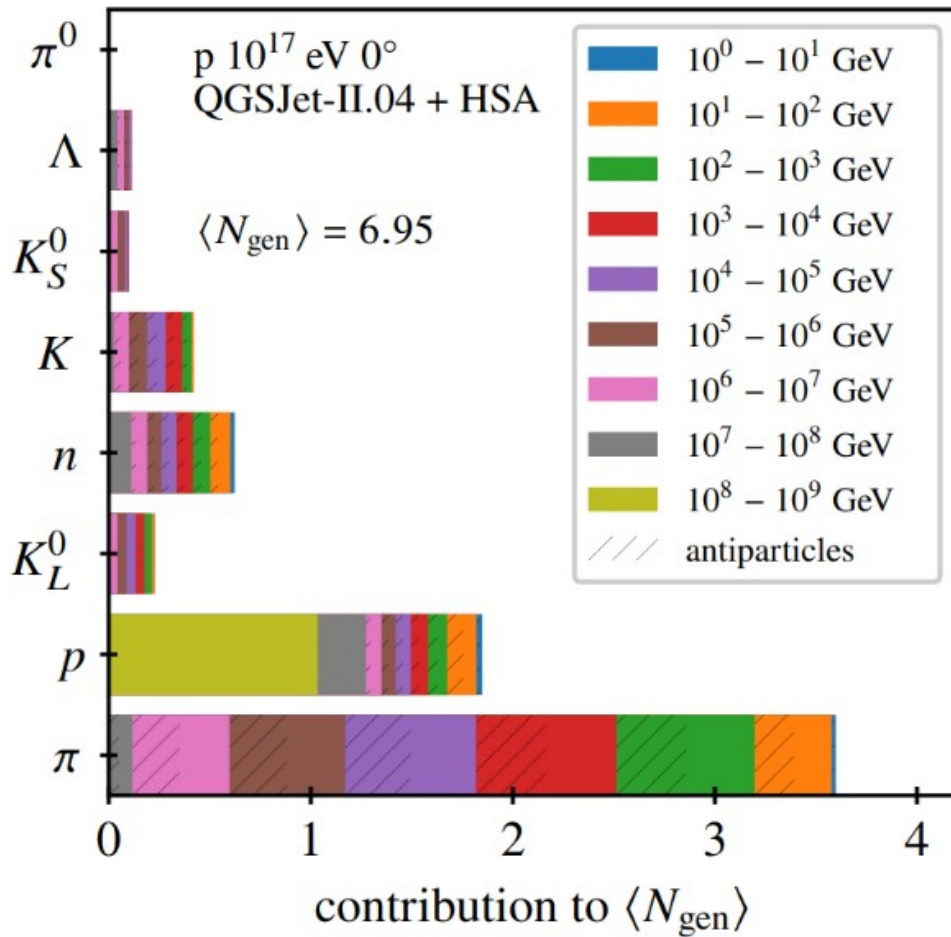 π⁰
Λ
K_S⁰
K
n
K_L⁰
p
π
p 10¹⁷ eV 0°
QGSJet-II.04 + HSA
⟨N_gen⟩ = 6.95
10⁰ – 10¹ GeV
10¹ – 10² GeV
10² – 10³ GeV
10³ – 10⁴ GeV
10⁴ – 10⁵ GeV
10⁵ – 10⁶ GeV
10⁶ – 10⁷ GeV
10⁷ – 10⁸ GeV
10⁸ – 10⁹ GeV
antiparticles
0 1 2 3 4
contribution to ⟨N_gen⟩